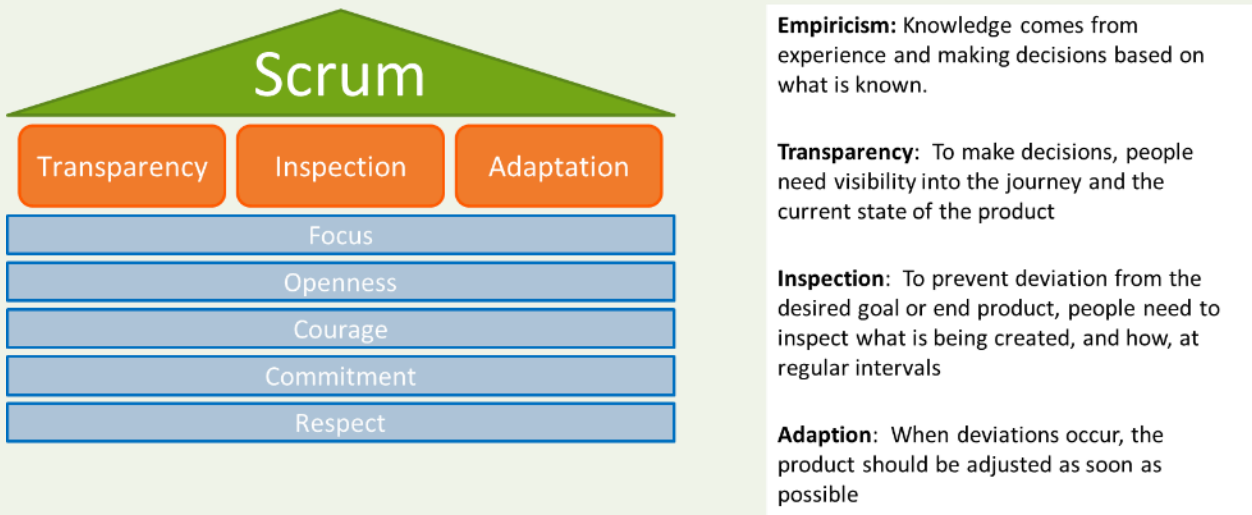 Scrum
Transparency
Inspection
Adaptation
Focus
Openness
Courage
Commitment
Respect
Empiricism: Knowledge comes from
experience and making decisions based on
what is known.
Transparency:  To make decisions, people
need visibility into the journey and the
current state of the product
Inspection:  To prevent deviation from the
desired goal or end product, people need to
inspect what is being created, and how, at
regular intervals
Adaption:  When deviations occur, the
product should be adjusted as soon as
possible